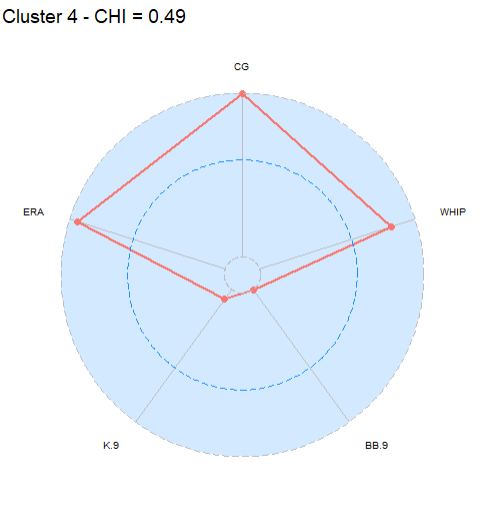 Cluster 4 - CHI = 0.49
CG
ERA
WHIP
K.9
BB.9